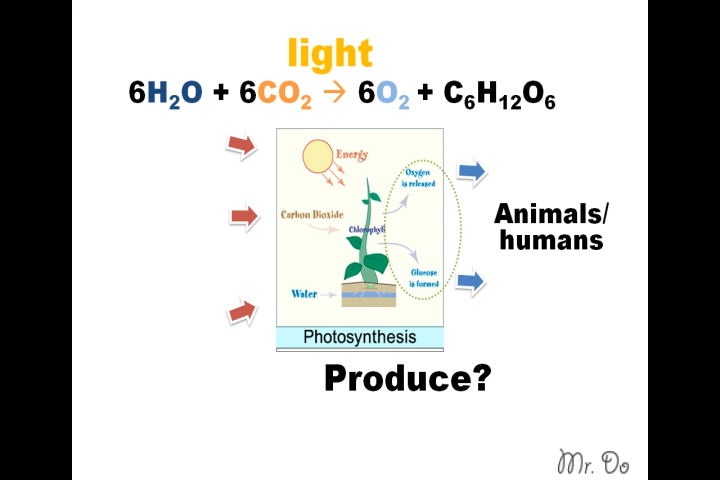 light
6H₂O + 6CO₂ → 6O₂ + C₆H₁₂O₆
Energy
Oxygen
is released
Carbon Dioxide
Chlorophyll
Animals/
humans
Glucose
is formed
Water
Photosynthesis
Produce?
Mr. Do